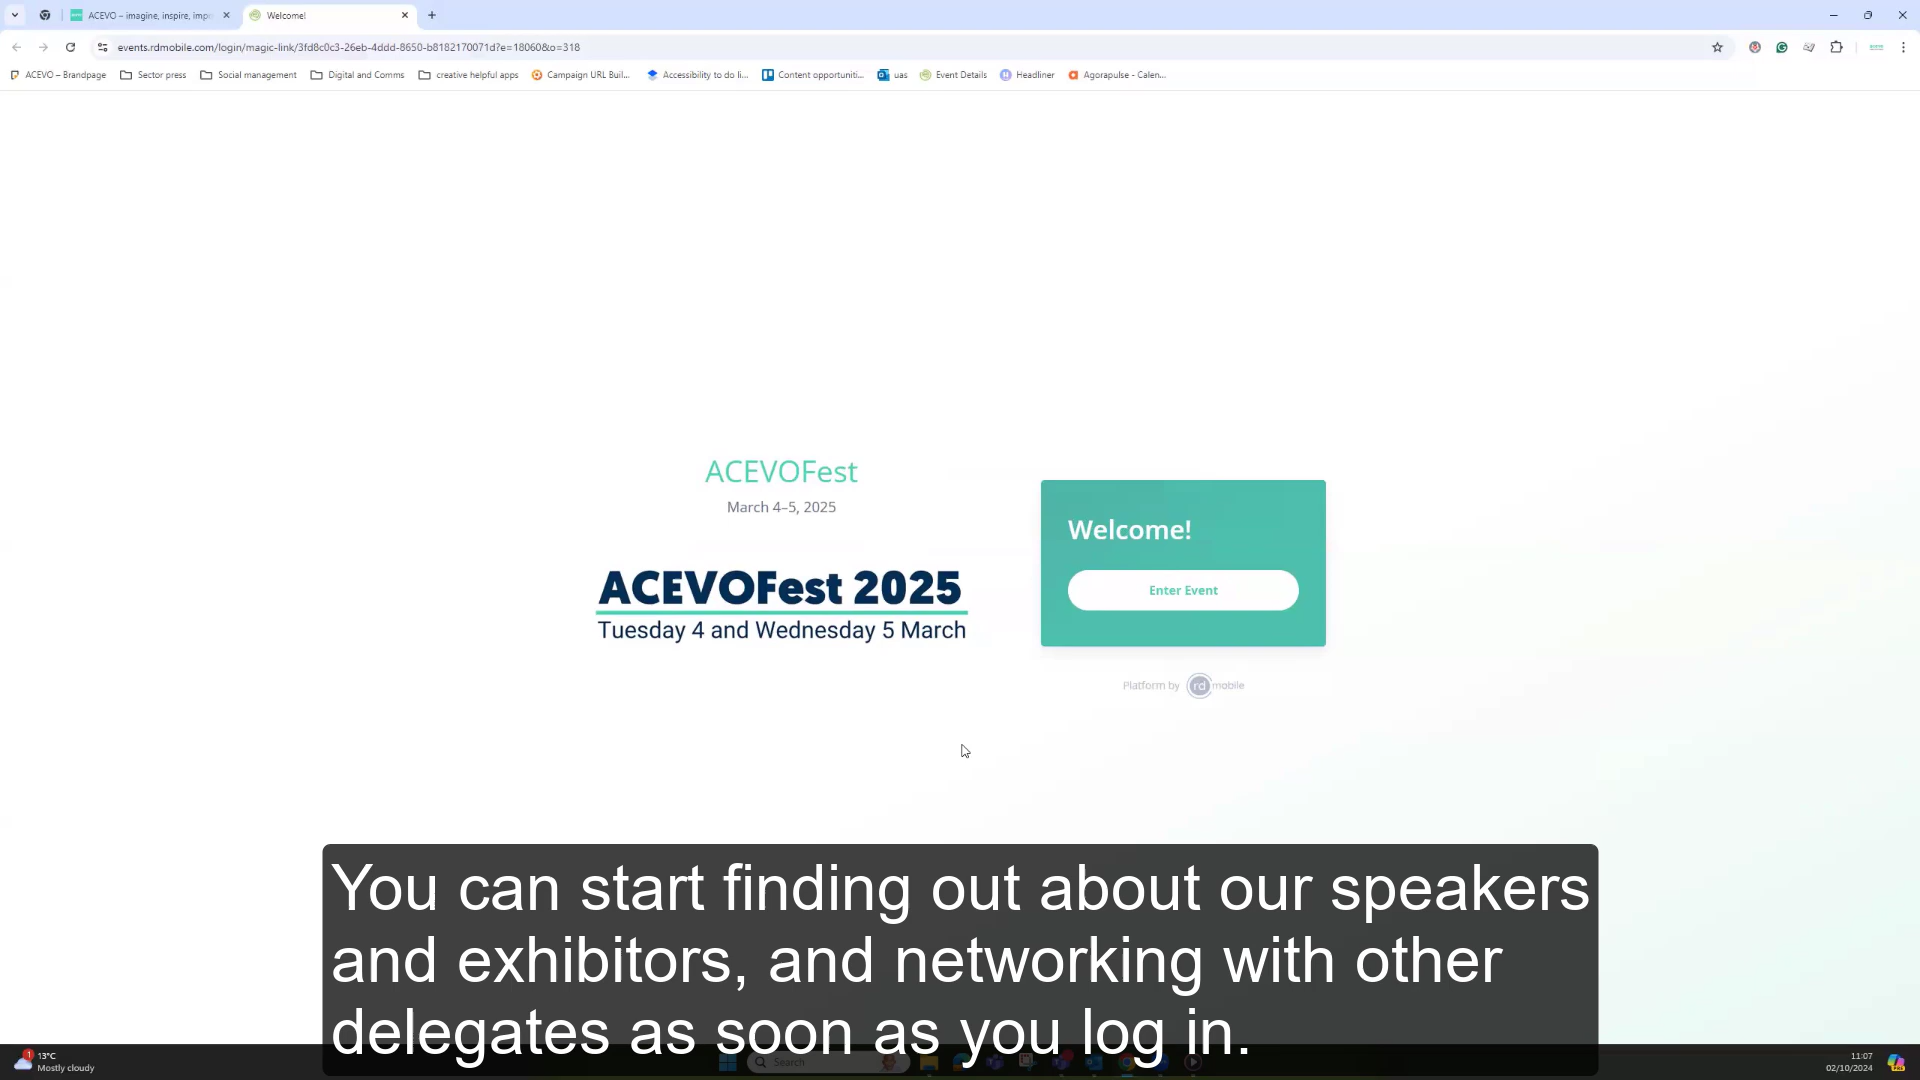 ACEVO – imagine, inspire, imp
Welcome!
events.rdmobile.com/login/magic-link/3fd8c0c3-26eb-4ddd-8650-b8182170071d?e=18060&o=318
ACEVO – Brandpage
Sector press
Social management
Digital and Comms
creative helpful apps
Campaign URL Buil...
Accessibility to do li...
Content opportuniti...
uas
Event Details
Headliner
Agorapulse - Calen...
ACEVOFest
March 4–5, 2025
ACEVOFest 2025
Tuesday 4 and Wednesday 5 March
Welcome!
Enter Event
Platform by rd mobile
You can start finding out about our speakers
and exhibitors, and networking with other
delegates as soon as you log in.
1
13°C
Mostly cloudy
Search
11:07
02/10/2024